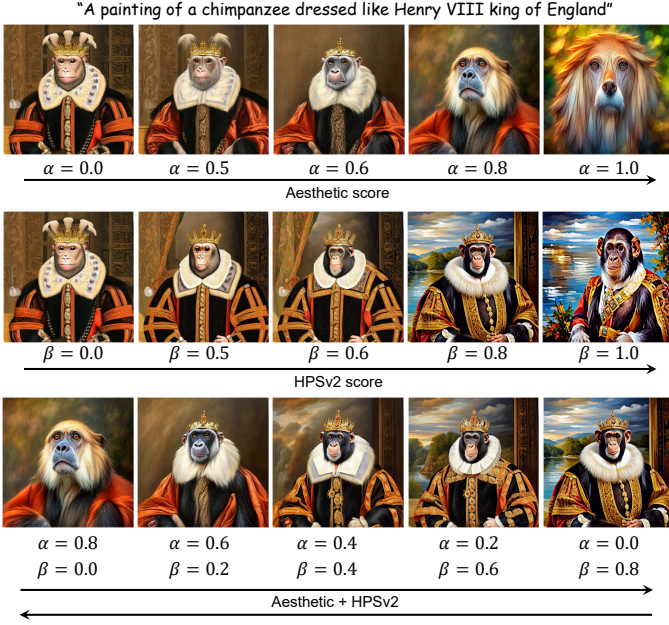 “A painting of a chimpanzee dressed like Henry VIII king of England”
α = 0.0 α = 0.5 α = 0.6 α = 0.8 α = 1.0
Aesthetic score
β = 0.0 β = 0.5 β = 0.6 β = 0.8 β = 1.0
HPSv2 score
α = 0.8 α = 0.6 α = 0.4 α = 0.2 α = 0.0
β = 0.0 β = 0.2 β = 0.4 β = 0.6 β = 0.8
Aesthetic + HPSv2